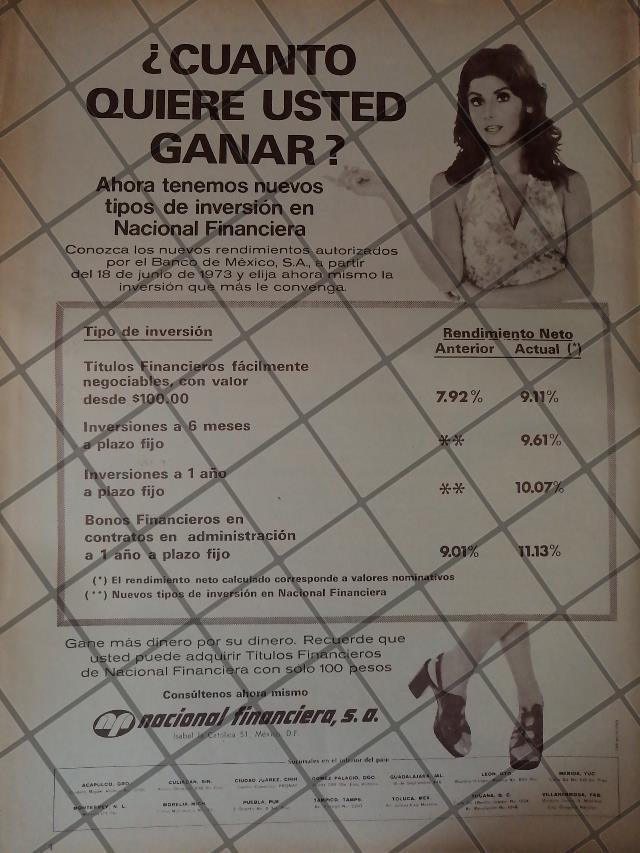 ¿CUANTO
QUIERE USTED
GANAR?
Ahora tenemos nuevos
tipos de inversión en
Nacional Financiera
Conozca los nuevos rendimientos autorizados
por el Banco de México, S.A., a partir
del 18 de junio de 1973 y elija ahora mismo la
inversión que más le convenga.
Tipo de inversión
Rendimiento Neto
Anterior Actual (*)
Titulos Financieros fácilmente
negociables, con valor
desde $100.00 7.92% 9.11%
Inversiones a 6 meses
a plazo fijo ** 9.61%
Inversiones a 1 año
a plazo fijo ** 10.07%
Bonos Financieros en
contratos en administración
a 1 año a plazo fijo 9.01% 11.13%
(*) El rendimiento neto calculado corresponde a valores nominativos
(**) Nuevos tipos de inversión en Nacional Financiera
Gane más dinero por su dinero. Recuerde que
usted puede adquirir Titulos Financieros
de Nacional Financiera con sólo 100 pesos
Consúltenos ahora mismo
nacional financiera, s.a.
Isabel la Católica 51, México, D.F.
Sucursales en el interior del país:
ACAPULCO, GRO. CULIACAN, SIN. CIUDAD JUAREZ, CHIH. GOMEZ PALACIO, DGO. GUADALAJARA, JAL. LEON, GTO. MERIDA, YUC.
MONTERREY, N. L. MORELIA, MICH. PUEBLA, PUE. TAMPICO, TAMPS. TOLUCA, MEX. TIJUANA, B. C. VILLAHERMOSA, TAB.